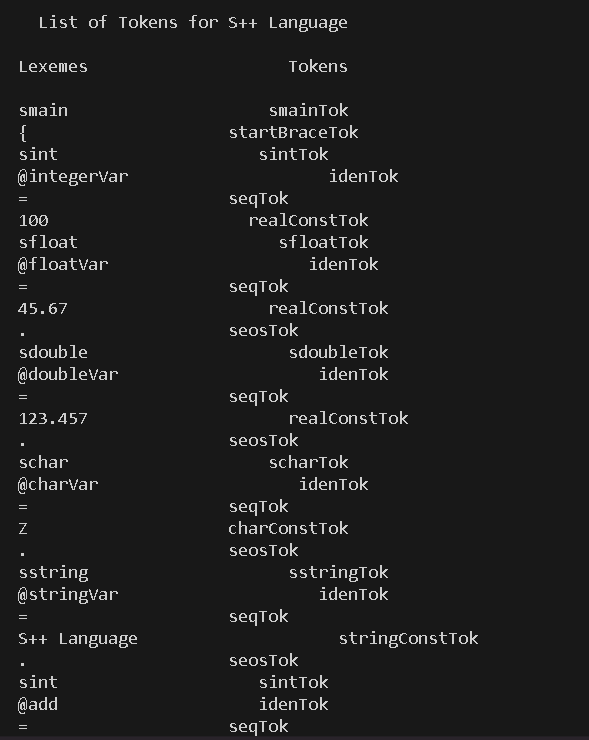 List of Tokens for S++ Language
Lexemes Tokens
smain smainTok
{ startBraceTok
sint sintTok
@integerVar idenTok
= seqTok
100 realConstTok
sfloat sfloatTok
@floatVar idenTok
= seqTok
45.67 realConstTok
. seosTok
sdouble sdoubleTok
@doubleVar idenTok
= seqTok
123.457 realConstTok
. seosTok
schar scharTok
@charVar idenTok
= seqTok
Z charConstTok
. seosTok
sstring sstringTok
@stringVar idenTok
= seqTok
S++ Language stringConstTok
. seosTok
sint sintTok
@add idenTok
= seqTok